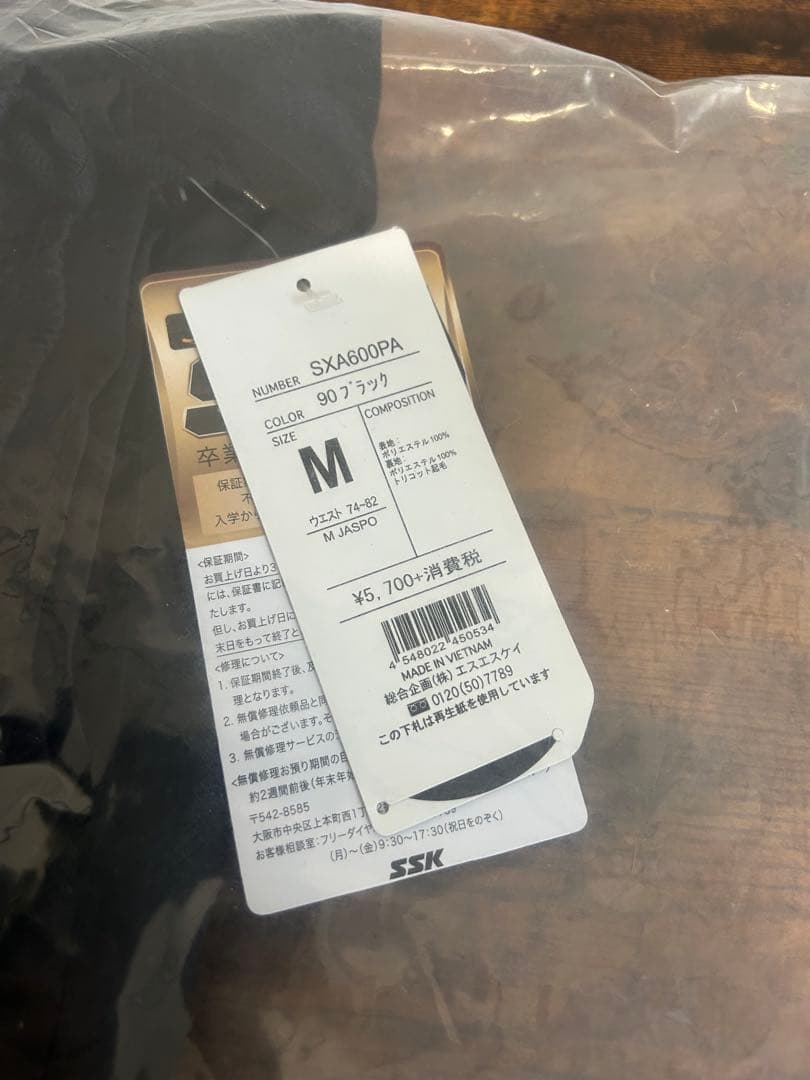 NUMBER SXA600PA
COLOR 90ブラック
SIZE
M
ウエスト 74~82
M JASPO
COMPOSITION
表地:
ポリエステル100%
裏地:
ポリエステル100%
トリコット起毛
¥5,700+消費税
4 548022 450534
MADE IN VIETNAM
総合企画(株)エスエスケイ
0120(50)7789
この下札は再生紙を使用しています
卒業
保証
入学から
<保証期間>
お買上げ日より3
には、保証書に記
たします。
但し、お買上げ日に
末日をもって終了と
<修理について>
1. 保証期間終了後、及
理となります。
2. 無償修理依頼品と同
場合がございます。そ
3. 無償修理サービスの
<無償修理お預り期間の目
約2週間前後(年末年始
〒542-8585
大阪市中央区上本町西1丁
お客様相談室:フリーダイヤ
(月)~(金)9:30~17:30(祝日をのぞく)
SSK